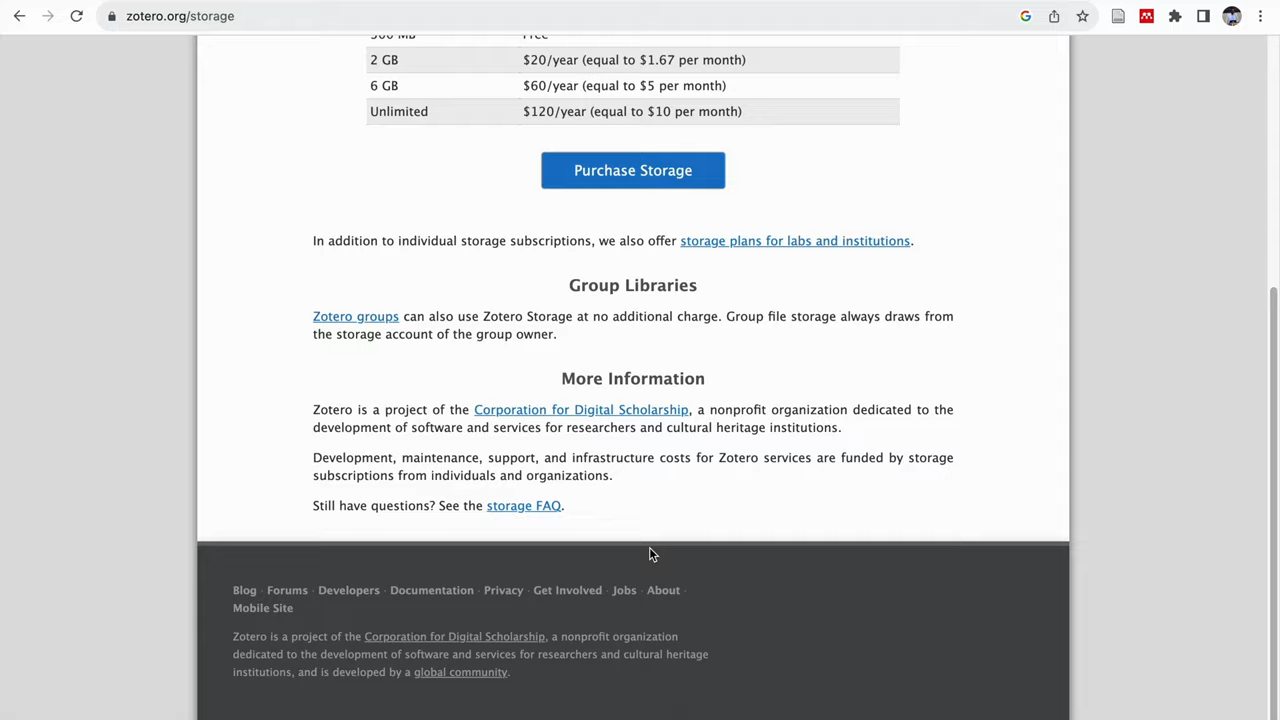 zotero.org/storage
300 MB Free
2 GB $20/year (equal to $1.67 per month)
6 GB $60/year (equal to $5 per month)
Unlimited $120/year (equal to $10 per month)
Purchase Storage
In addition to individual storage subscriptions, we also offer storage plans for labs and institutions.
Group Libraries
Zotero groups can also use Zotero Storage at no additional charge. Group file storage always draws from
the storage account of the group owner.
More Information
Zotero is a project of the Corporation for Digital Scholarship, a nonprofit organization dedicated to the
development of software and services for researchers and cultural heritage institutions.
Development, maintenance, support, and infrastructure costs for Zotero services are funded by storage
subscriptions from individuals and organizations.
Still have questions? See the storage FAQ.
Blog · Forums · Developers · Documentation · Privacy · Get Involved · Jobs · About ·
Mobile Site
Zotero is a project of the Corporation for Digital Scholarship, a nonprofit organization
dedicated to the development of software and services for researchers and cultural heritage
institutions, and is developed by a global community.